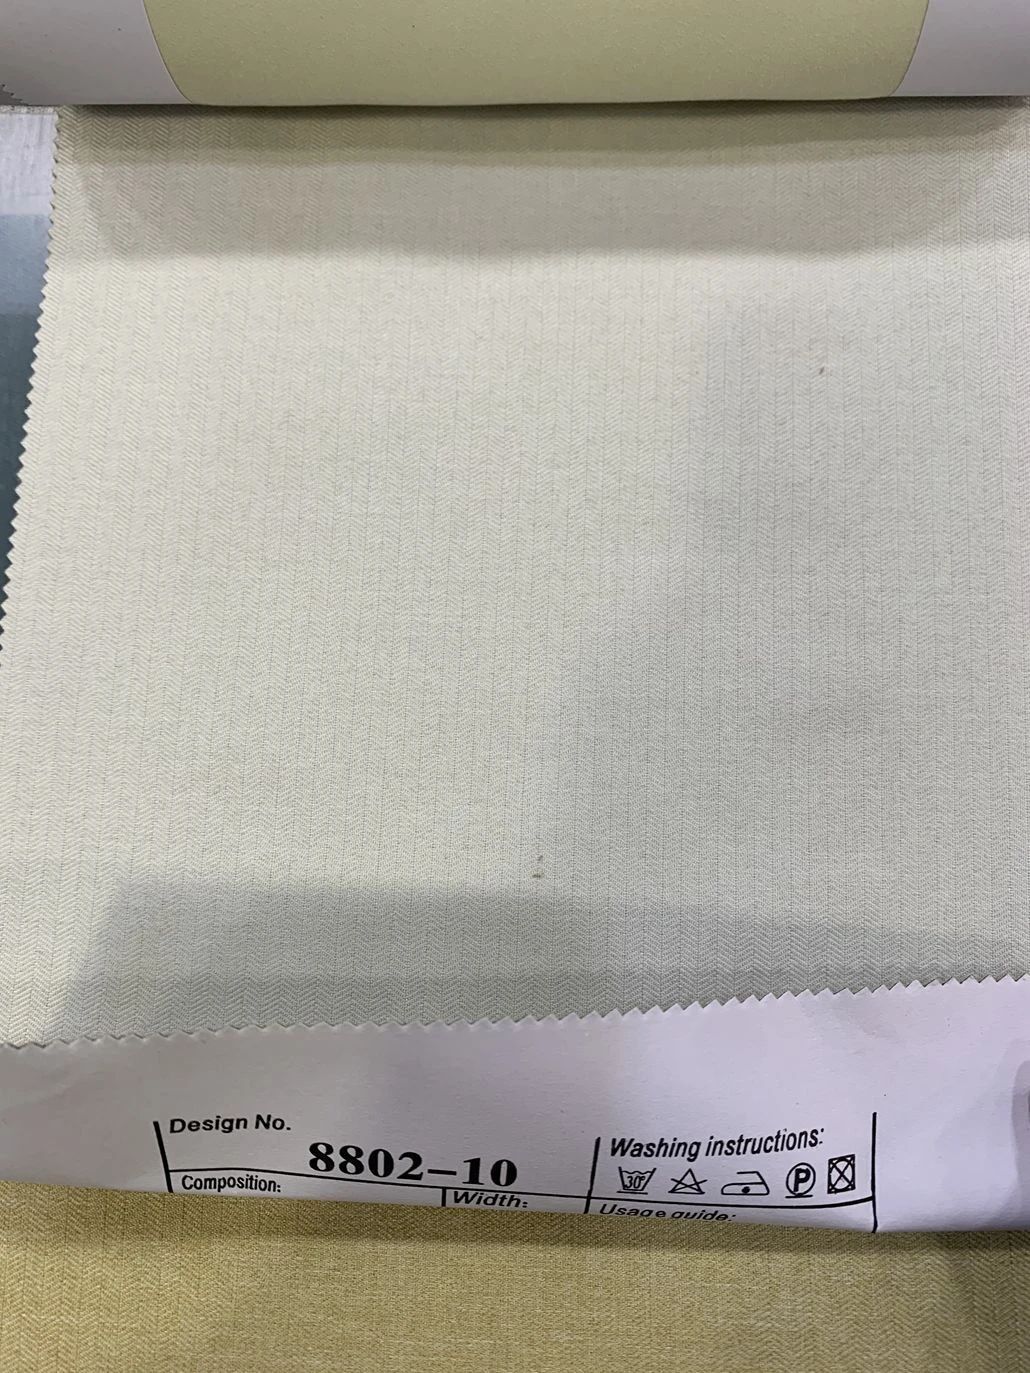 Design No.
8802-10
Composition:
Width:
Washing instructions:
30°
P
Usage guide: